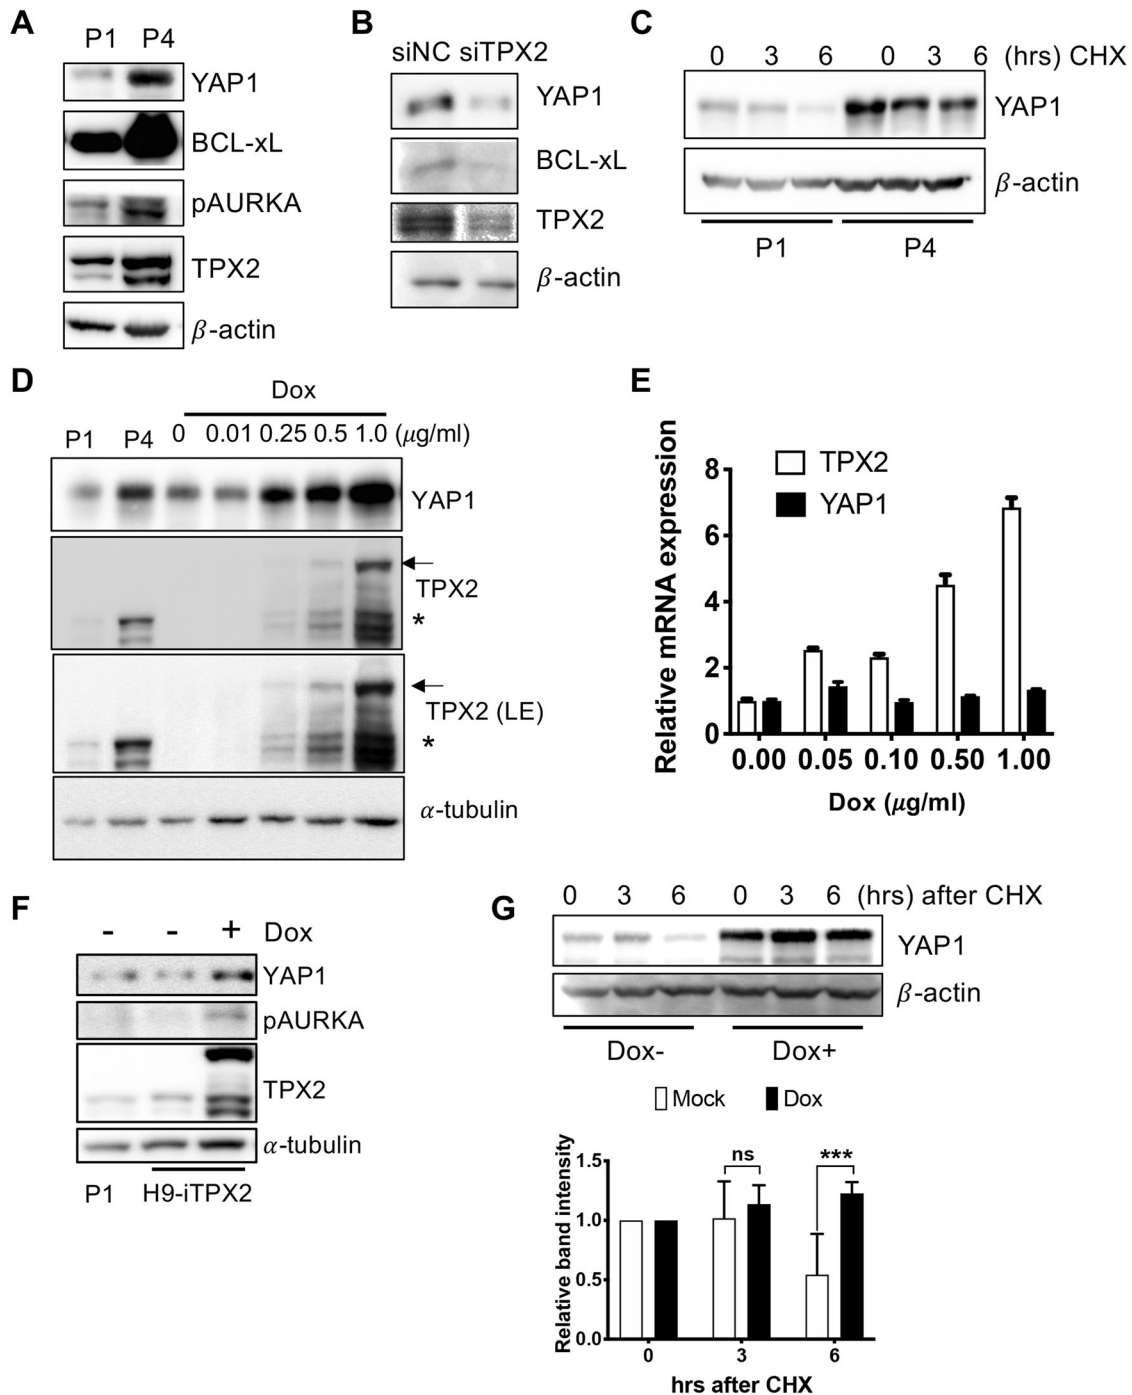 A
P1 P4
YAP1
BCL-xL
pAURKA
TPX2
β-actin
B
siNC siTPX2
YAP1
BCL-xL
TPX2
β-actin
C
0 3 6 0 3 6 (hrs) CHX
YAP1
β-actin
P1 P4
D
Dox
P1 P4 0 0.01 0.25 0.5 1.0 (μg/ml)
YAP1
TPX2
*
TPX2 (LE)
*
α-tubulin
E
Relative mRNA expression
8
6
4
2
0
TPX2
YAP1
0.00 0.05 0.10 0.50 1.00
Dox (μg/ml)
F
- - + Dox
YAP1
pAURKA
TPX2
α-tubulin
P1 H9-iTPX2
G
0 3 6 0 3 6 (hrs) after CHX
YAP1
β-actin
Dox- Dox+
Mock Dox
Relative band intensity
1.5
1.0
0.5
0.0
ns ***
0 3 6
hrs after CHX